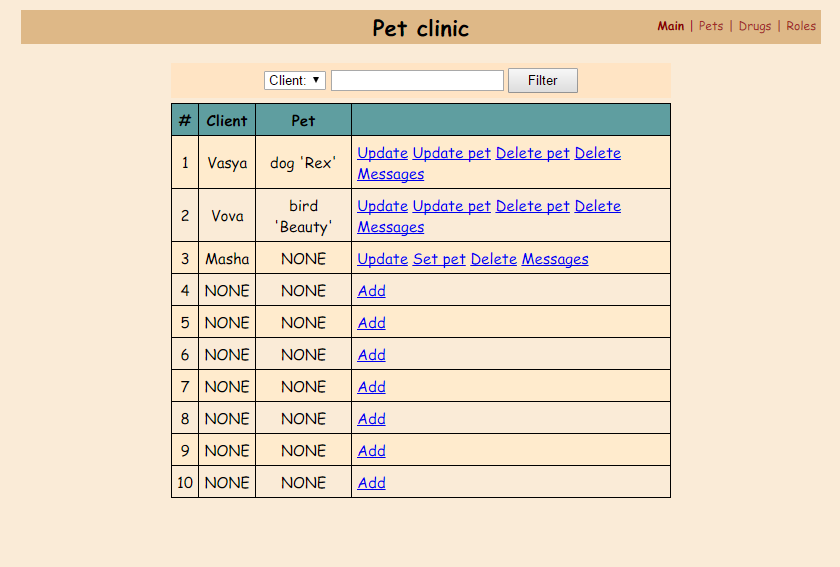 Pet clinic
Main | Pets | Drugs | Roles
Client: ▼ Filter
# Client Pet
1 Vasya dog 'Rex' Update Update pet Delete pet Delete
Messages
2 Vova bird
'Beauty' Update Update pet Delete pet Delete
Messages
3 Masha NONE Update Set pet Delete Messages
4 NONE NONE Add
5 NONE NONE Add
6 NONE NONE Add
7 NONE NONE Add
8 NONE NONE Add
9 NONE NONE Add
10 NONE NONE Add